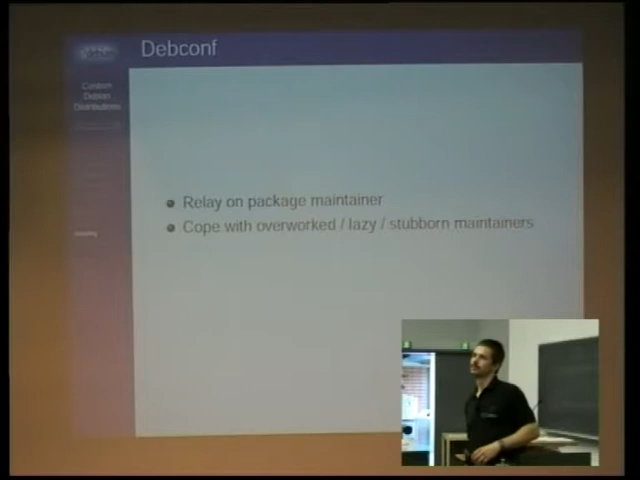 Debconf
Custom
Debian
Distributions
Relay on package maintainer
Cope with overworked / lazy / stubborn maintainers